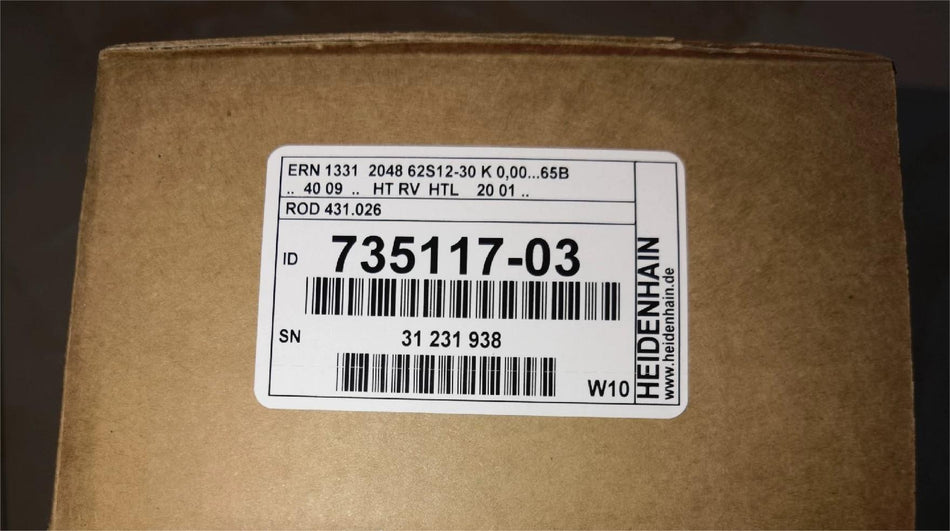 ERN 1331 2048 62S12-30 K 0,00...65B
.. 40 09 .. HT RV HTL 20 01 ..
ROD 431.026
ID 735117-03
SN 31 231 938
W10
HEIDENHAIN
www.heidenhain.de